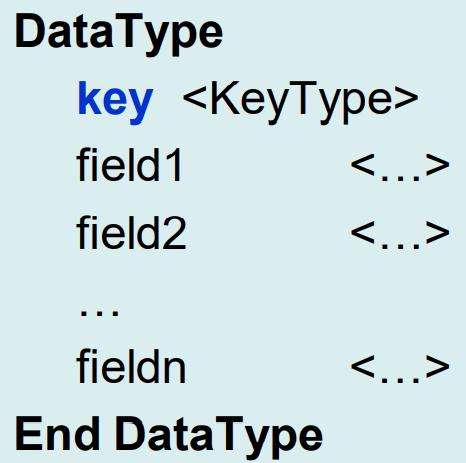 DataType
key <KeyType>
field1 <…>
field2 <…>
…
fieldn <…>
End DataType